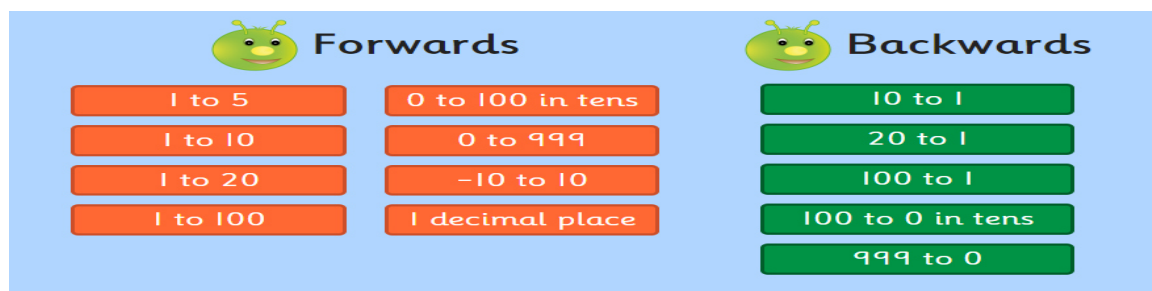 Forwards
1 to 5
1 to 10
1 to 20
1 to 100
0 to 100 in tens
0 to 999
-10 to 10
1 decimal place
Backwards
10 to 1
20 to 1
100 to 1
100 to 0 in tens
999 to 0